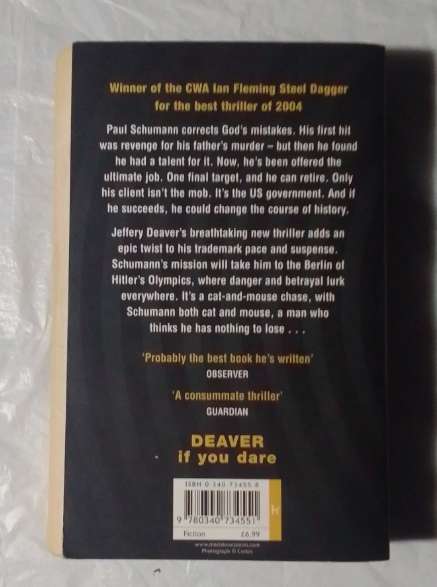 Winner of the CWA Ian Fleming Steel Dagger
for the best thriller of 2004
Paul Schumann corrects God's mistakes. His first hit
was revenge for his father's murder – but then he found
he had a talent for it. Now, he's been offered the
ultimate job. One final target, and he can retire. Only
his client isn't the mob. It's the US government. And if
he succeeds, he could change the course of history.
Jeffery Deaver's breathtaking new thriller adds an
epic twist to his trademark pace and suspense.
Schumann's mission will take him to the Berlin of
Hitler's Olympics, where danger and betrayal lurk
everywhere. It's a cat-and-mouse chase, with
Schumann both cat and mouse, a man who
thinks he has nothing to lose . . .
'Probably the best book he's written'
OBSERVER
'A consummate thriller'
GUARDIAN
DEAVER
if you dare
ISBN 0-340-73455-8
9 780340 734551
Fiction £6.99
Photograph © Corbis